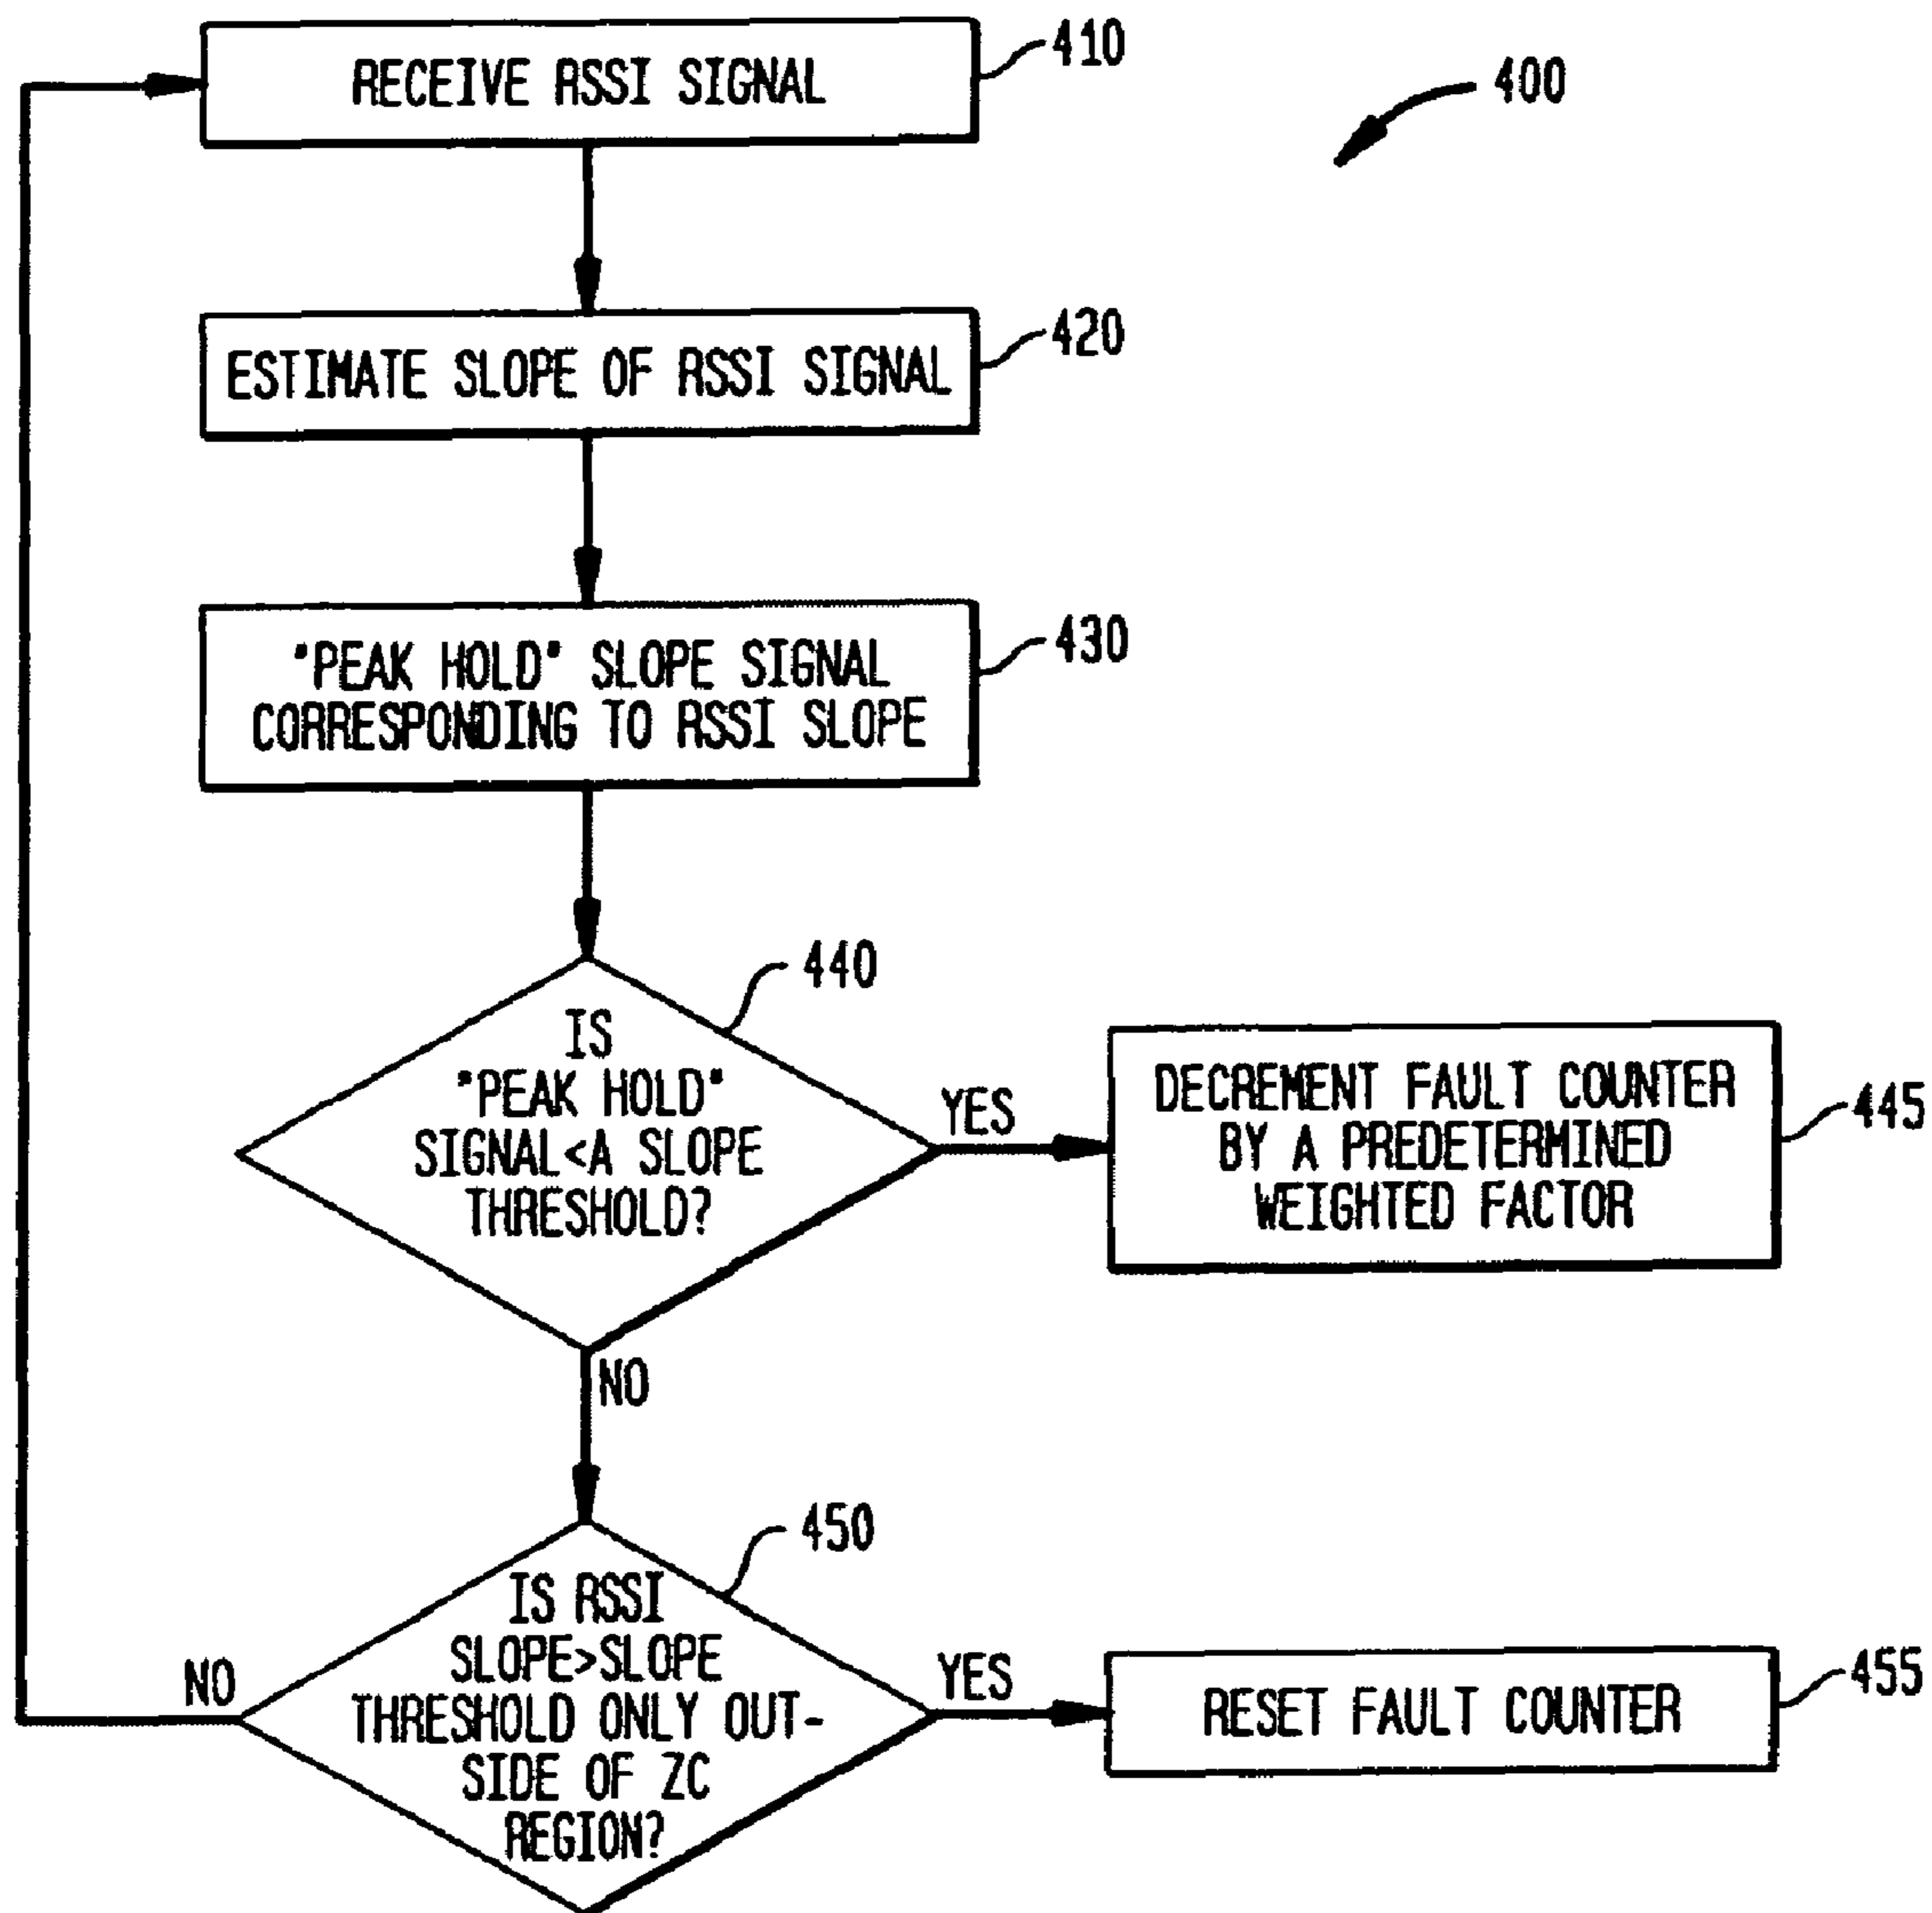 RECEIVE RSSI SIGNAL
410
400
ESTIMATE SLOPE OF RSSI SIGNAL
420
"PEAK HOLD" SLOPE SIGNAL
CORRESPONDING TO RSSI SLOPE
430
440
IS
"PEAK HOLD"
SIGNAL<A SLOPE
THRESHOLD?
YES
DECREMENT FAULT COUNTER
BY A PREDETERMINED
WEIGHTED FACTOR
445
NO
450
IS RSSI
SLOPE>SLOPE
THRESHOLD ONLY OUT-
SIDE OF ZC
REGION?
NO
YES
RESET FAULT COUNTER
455